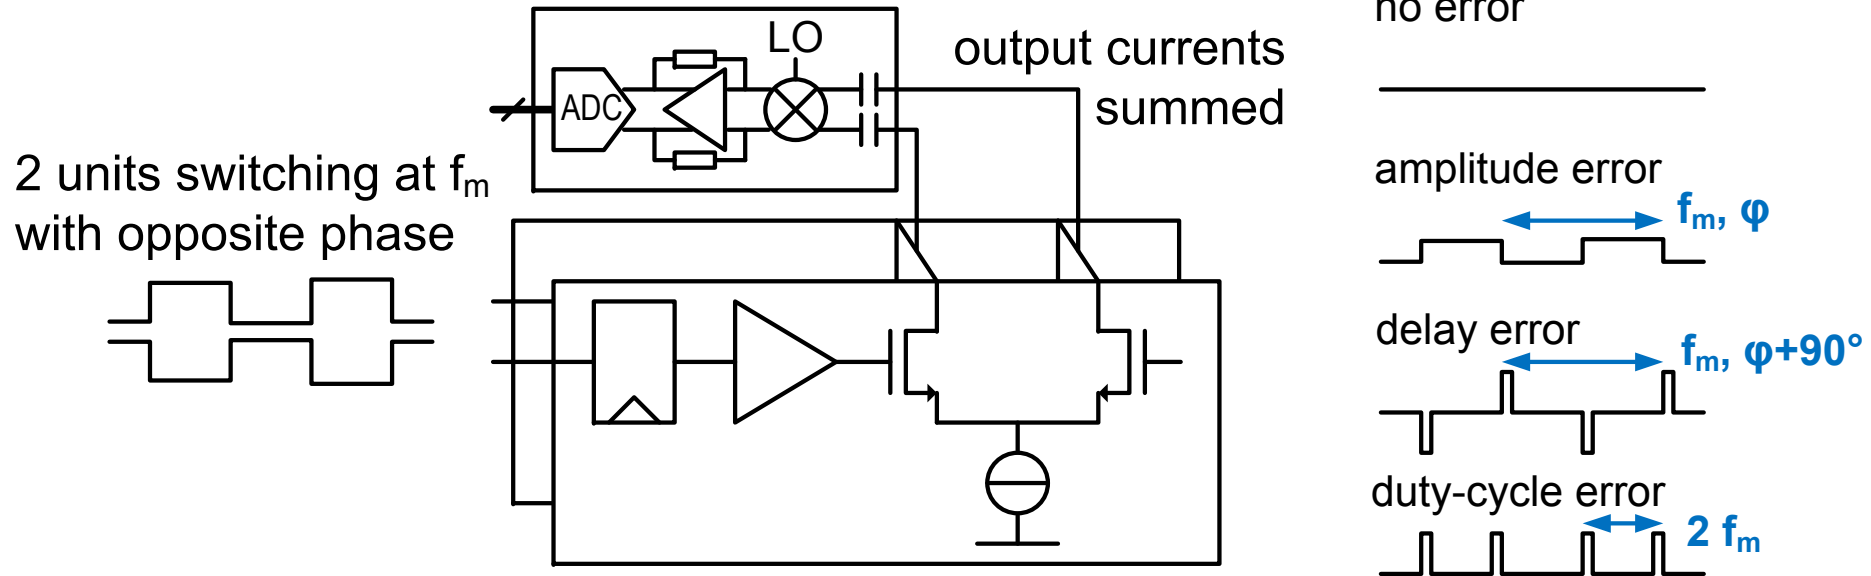 LO
ADC
output currents
summed
2 units switching at fm
with opposite phase
no error
amplitude error
fm, φ
delay error
fm, φ+90°
duty-cycle error
2 fm